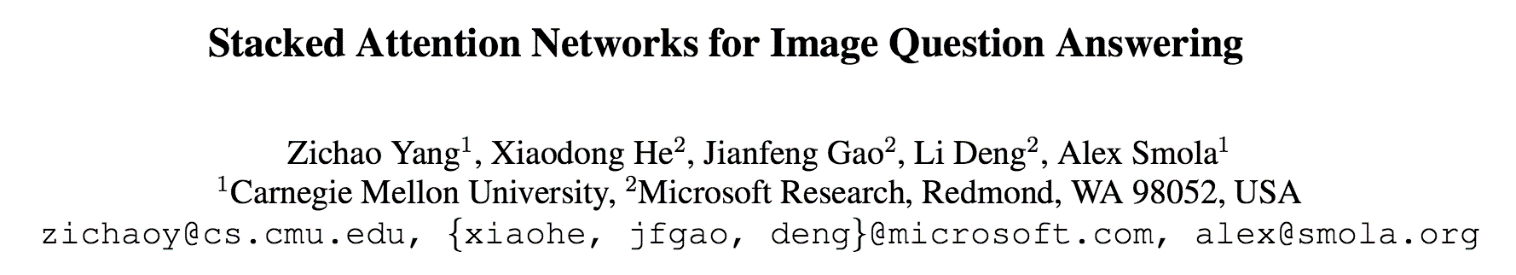 Stacked Attention Networks for Image Question Answering
Zichao Yang¹, Xiaodong He², Jianfeng Gao², Li Deng², Alex Smola¹
¹Carnegie Mellon University, ²Microsoft Research, Redmond, WA 98052, USA
zichaoy@cs.cmu.edu, {xiaohe, jfgao, deng}@microsoft.com, alex@smola.org